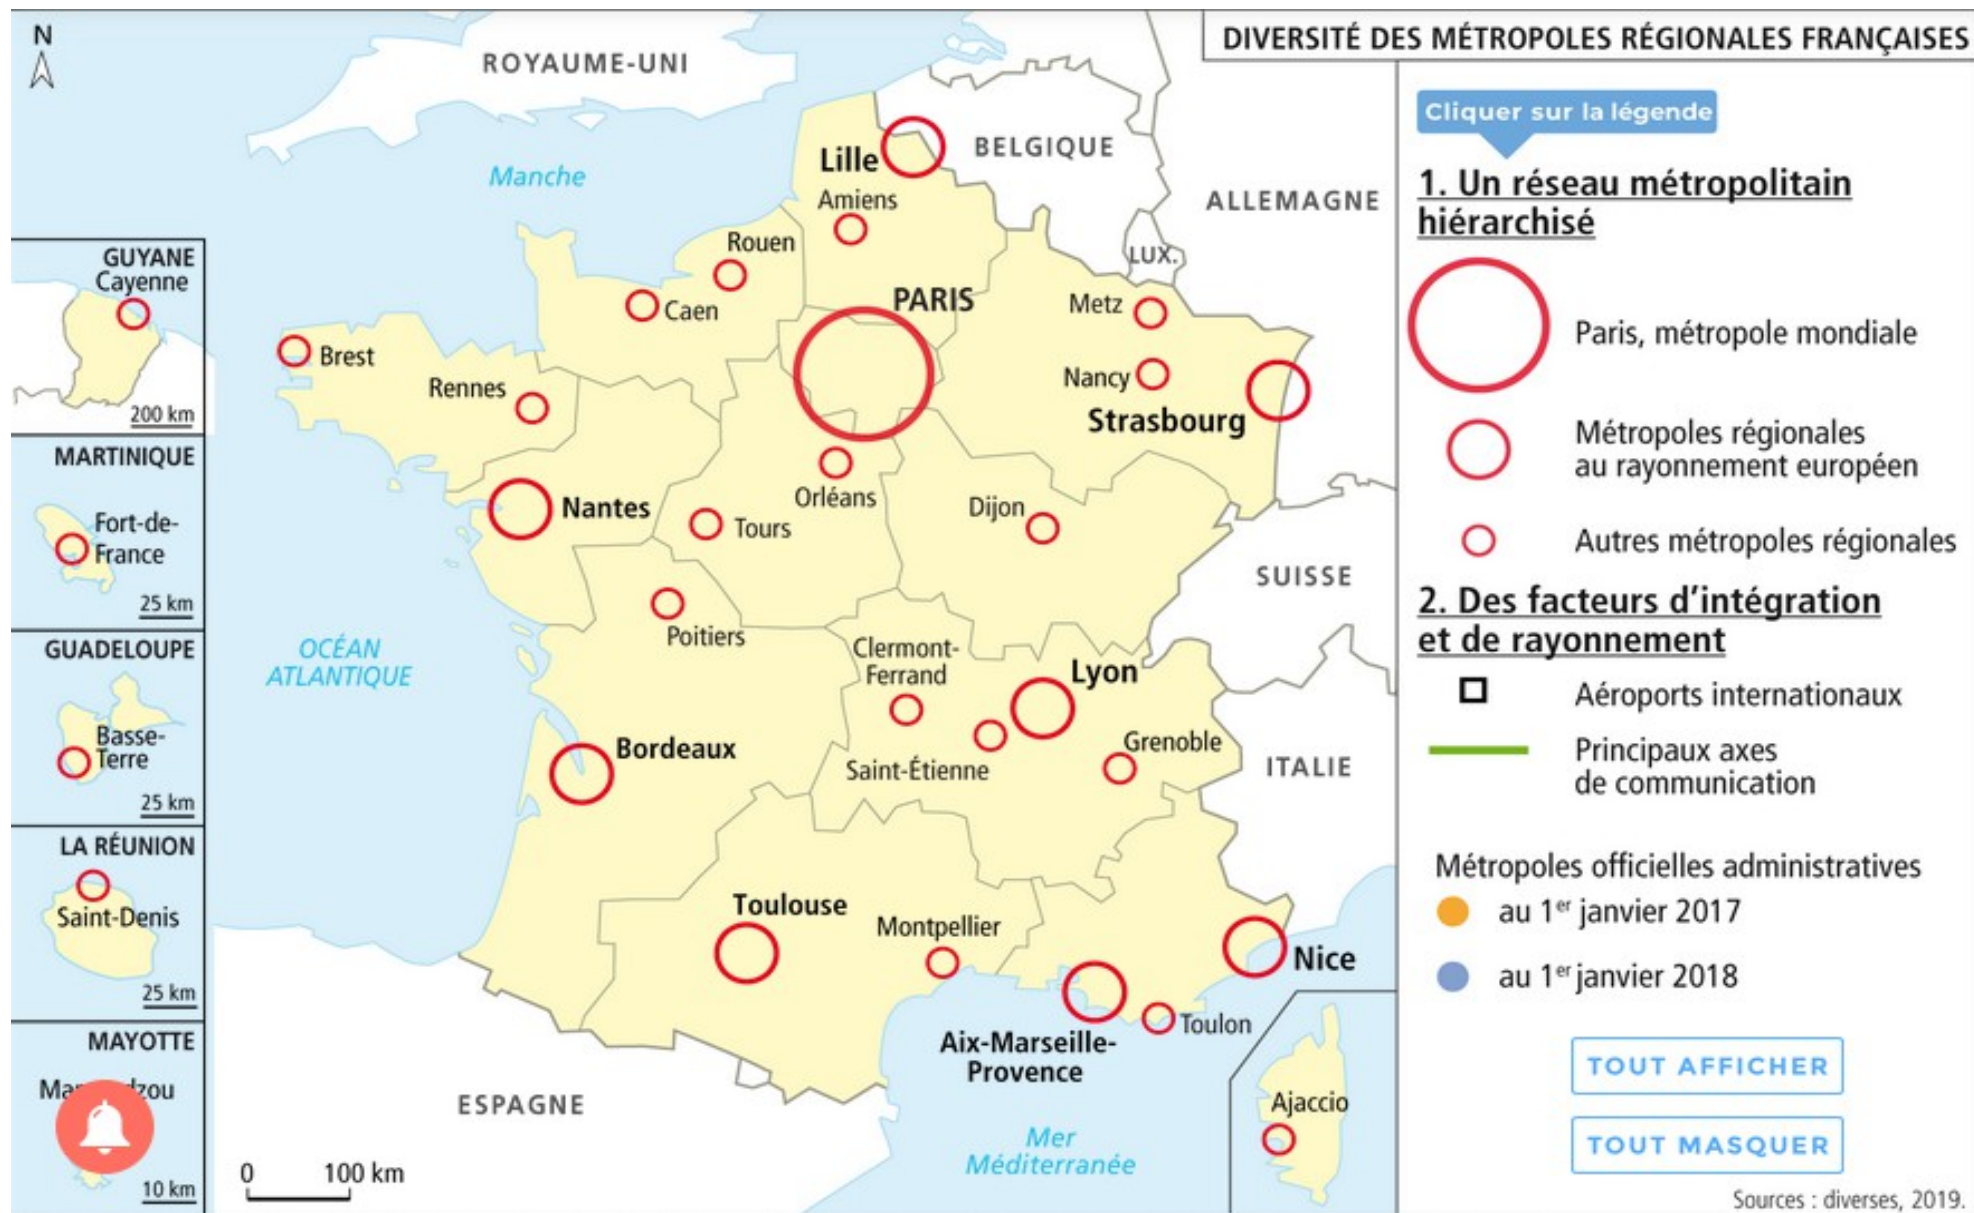 DIVERSITÉ DES MÉTROPOLES RÉGIONALES FRANÇAISES
N
ROYAUME-UNI
BELGIQUE
ALLEMAGNE
LUX.
SUISSE
ITALIE
ESPAGNE
Manche
OCÉAN
ATLANTIQUE
Mer
Méditerranée
Lille
Amiens
Rouen
Caen
PARIS
Metz
Nancy
Strasbourg
Brest
Rennes
Nantes
Orléans
Tours
Dijon
Poitiers
Clermont-
Ferrand
Lyon
Saint-Étienne
Grenoble
Bordeaux
Toulouse
Montpellier
Nice
Aix-Marseille-
Provence
Toulon
Ajaccio
0 100 km
GUYANE
Cayenne
200 km
MARTINIQUE
Fort-de-
France
25 km
GUADELOUPE
Basse-
Terre
25 km
LA RÉUNION
Saint-Denis
25 km
MAYOTTE
10 km
Cliquer sur la légende
1. Un réseau métropolitain
hiérarchisé
Paris, métropole mondiale
Métropoles régionales
au rayonnement européen
Autres métropoles régionales
2. Des facteurs d’intégration
et de rayonnement
Aéroports internationaux
Principaux axes
de communication
Métropoles officielles administratives
au 1er janvier 2017
au 1er janvier 2018
TOUT AFFICHER
TOUT MASQUER
Sources : diverses, 2019.